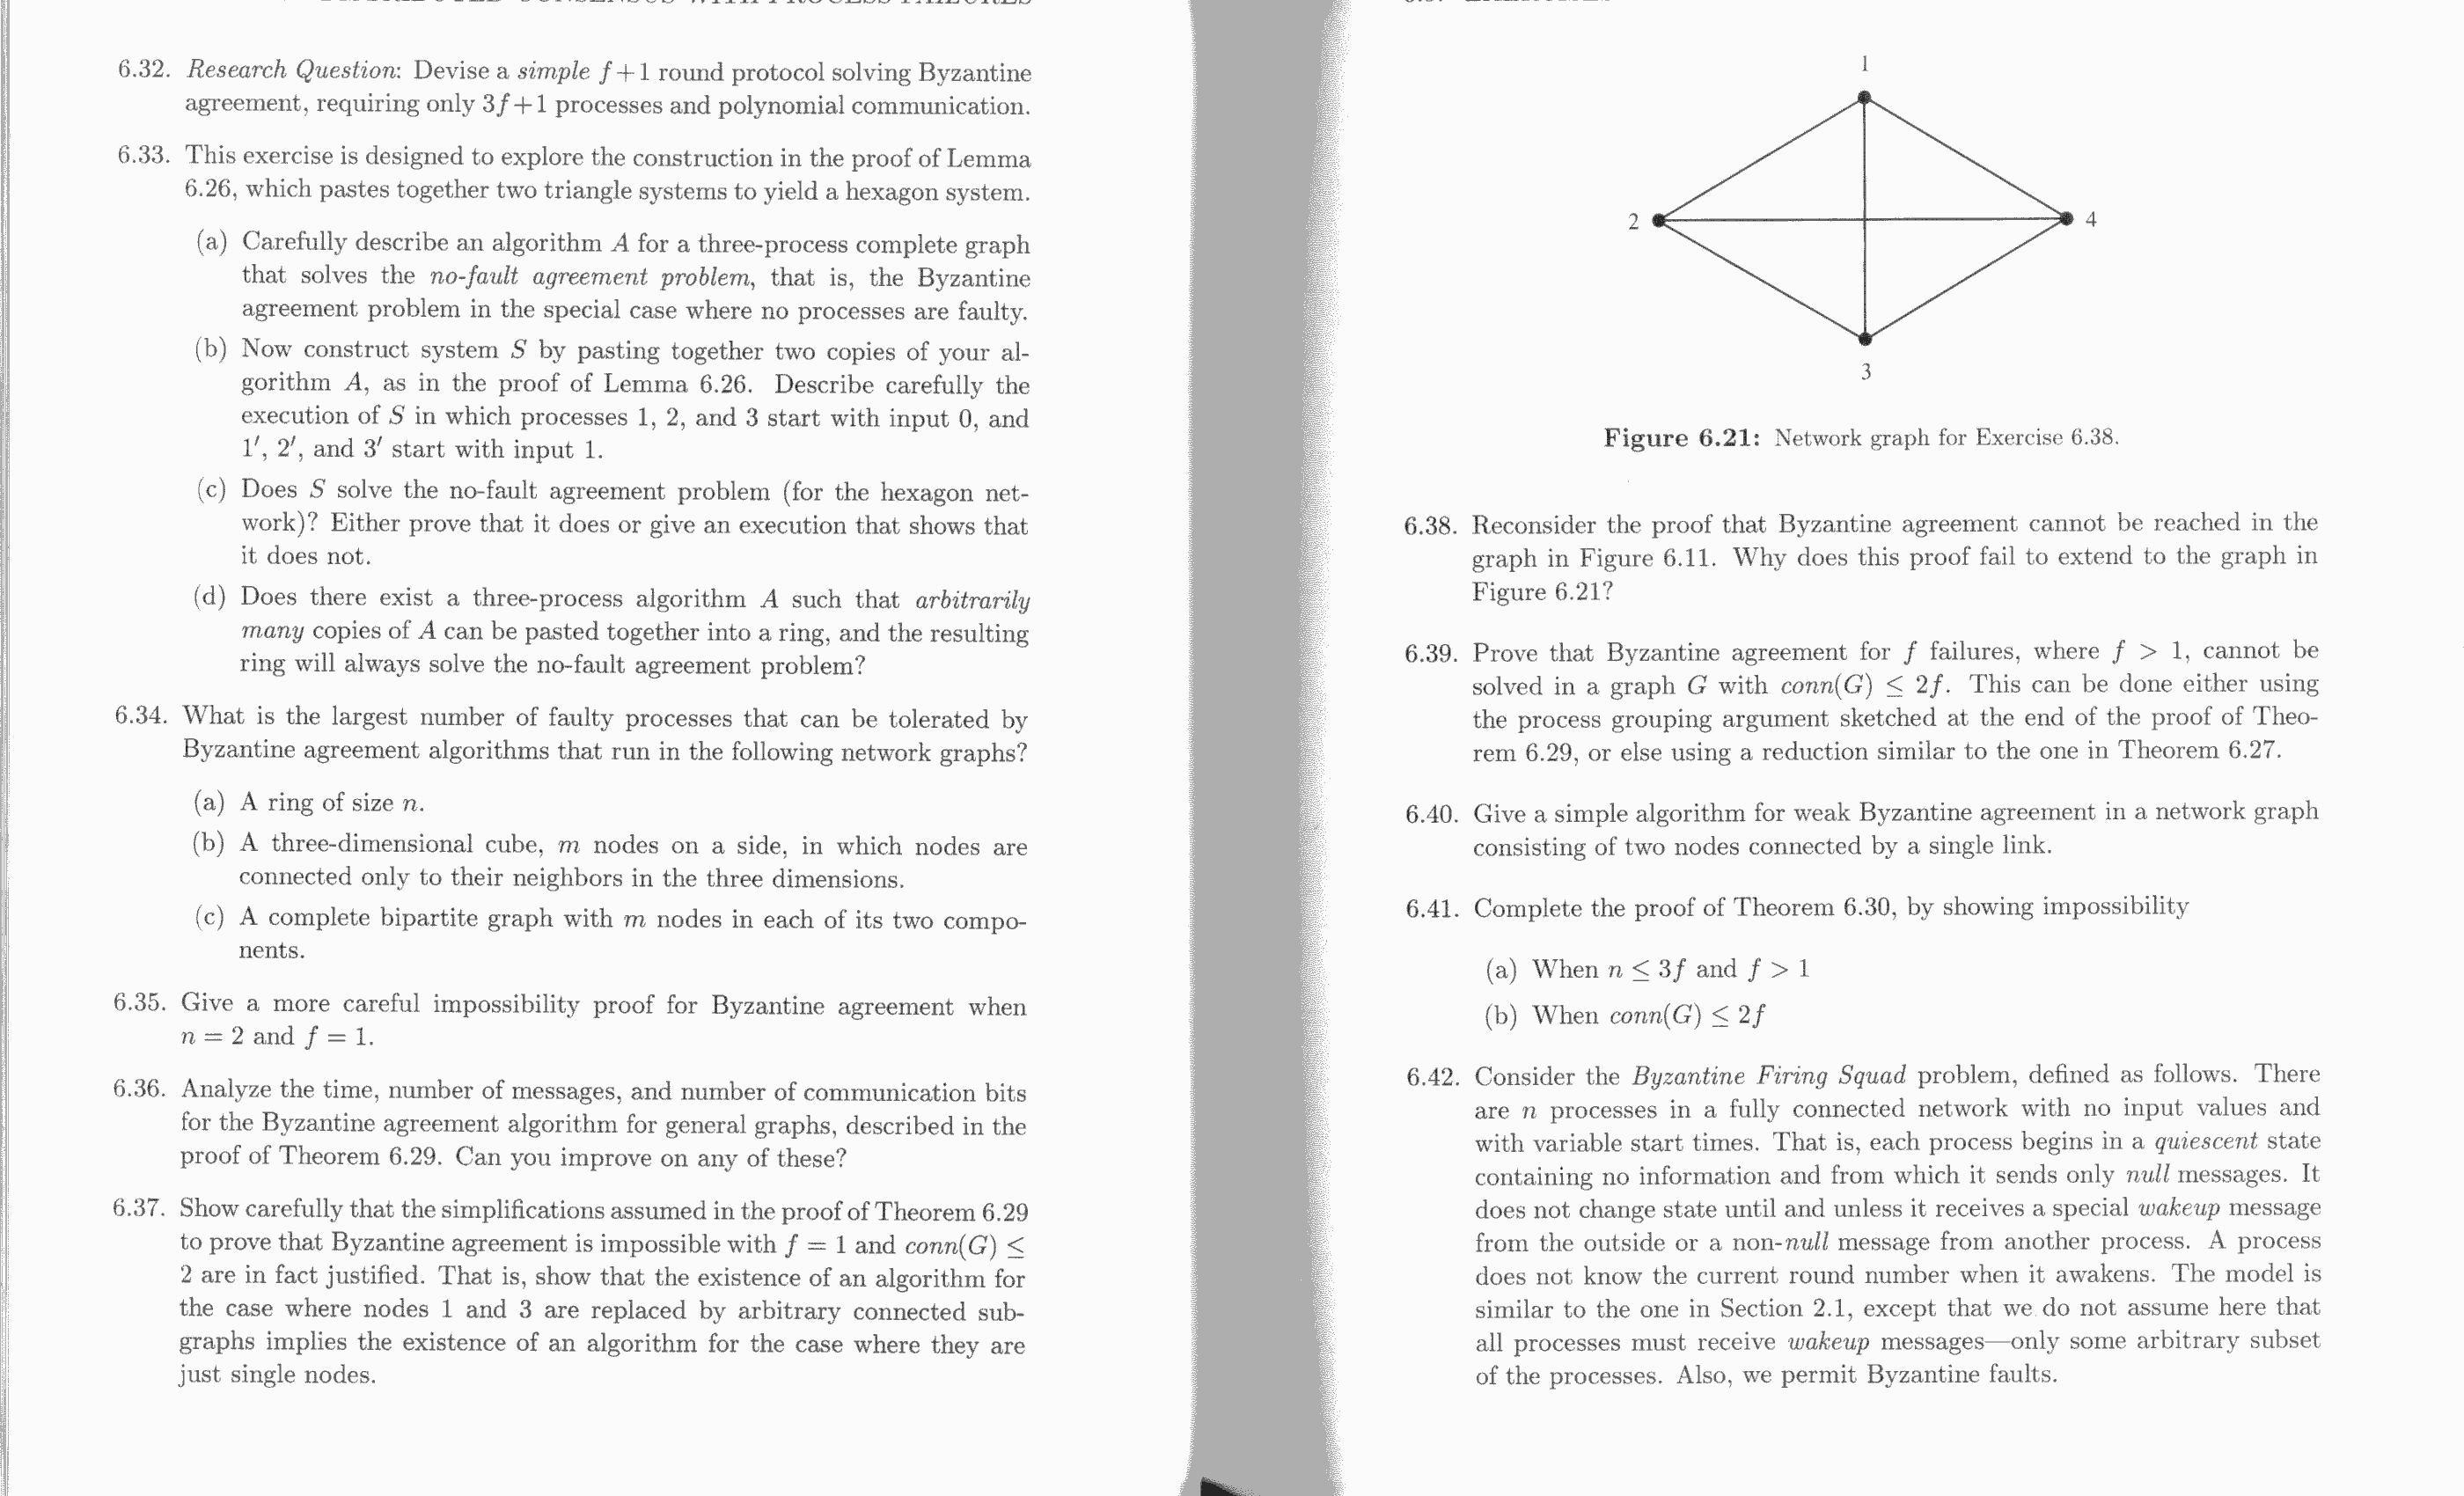 6.32. Research Question: Devise a simple f+1 round protocol solving Byzantine
agreement, requiring only 3f+1 processes and polynomial communication.
6.33. This exercise is designed to explore the construction in the proof of Lemma
6.26, which pastes together two triangle systems to yield a hexagon system.
(a) Carefully describe an algorithm A for a three-process complete graph
that solves the no-fault agreement problem, that is, the Byzantine
agreement problem in the special case where no processes are faulty.
(b) Now construct system S by pasting together two copies of your al-
gorithm A, as in the proof of Lemma 6.26. Describe carefully the
execution of S in which processes 1, 2, and 3 start with input 0, and
1′, 2′, and 3′ start with input 1.
(c) Does S solve the no-fault agreement problem (for the hexagon net-
work)? Either prove that it does or give an execution that shows that
it does not.
(d) Does there exist a three-process algorithm A such that arbitrarily
many copies of A can be pasted together into a ring, and the resulting
ring will always solve the no-fault agreement problem?
6.34. What is the largest number of faulty processes that can be tolerated by
Byzantine agreement algorithms that run in the following network graphs?
(a) A ring of size n.
(b) A three-dimensional cube, m nodes on a side, in which nodes are
connected only to their neighbors in the three dimensions.
(c) A complete bipartite graph with m nodes in each of its two compo-
nents.
6.35. Give a more careful impossibility proof for Byzantine agreement when
n = 2 and f = 1.
6.36. Analyze the time, number of messages, and number of communication bits
for the Byzantine agreement algorithm for general graphs, described in the
proof of Theorem 6.29. Can you improve on any of these?
6.37. Show carefully that the simplifications assumed in the proof of Theorem 6.29
to prove that Byzantine agreement is impossible with f = 1 and conn(G) ≤
2 are in fact justified. That is, show that the existence of an algorithm for
the case where nodes 1 and 3 are replaced by arbitrary connected sub-
graphs implies the existence of an algorithm for the case where they are
just single nodes.
1
2
4
3
Figure 6.21: Network graph for Exercise 6.38.
6.38. Reconsider the proof that Byzantine agreement cannot be reached in the
graph in Figure 6.11. Why does this proof fail to extend to the graph in
Figure 6.21?
6.39. Prove that Byzantine agreement for f failures, where f > 1, cannot be
solved in a graph G with conn(G) ≤ 2f. This can be done either using
the process grouping argument sketched at the end of the proof of Theo-
rem 6.29, or else using a reduction similar to the one in Theorem 6.27.
6.40. Give a simple algorithm for weak Byzantine agreement in a network graph
consisting of two nodes connected by a single link.
6.41. Complete the proof of Theorem 6.30, by showing impossibility
(a) When n ≤ 3f and f > 1
(b) When conn(G) ≤ 2f
6.42. Consider the Byzantine Firing Squad problem, defined as follows. There
are n processes in a fully connected network with no input values and
with variable start times. That is, each process begins in a quiescent state
containing no information and from which it sends only null messages. It
does not change state until and unless it receives a special wakeup message
from the outside or a non-null message from another process. A process
does not know the current round number when it awakens. The model is
similar to the one in Section 2.1, except that we do not assume here that
all processes must receive wakeup messages—only some arbitrary subset
of the processes. Also, we permit Byzantine faults.